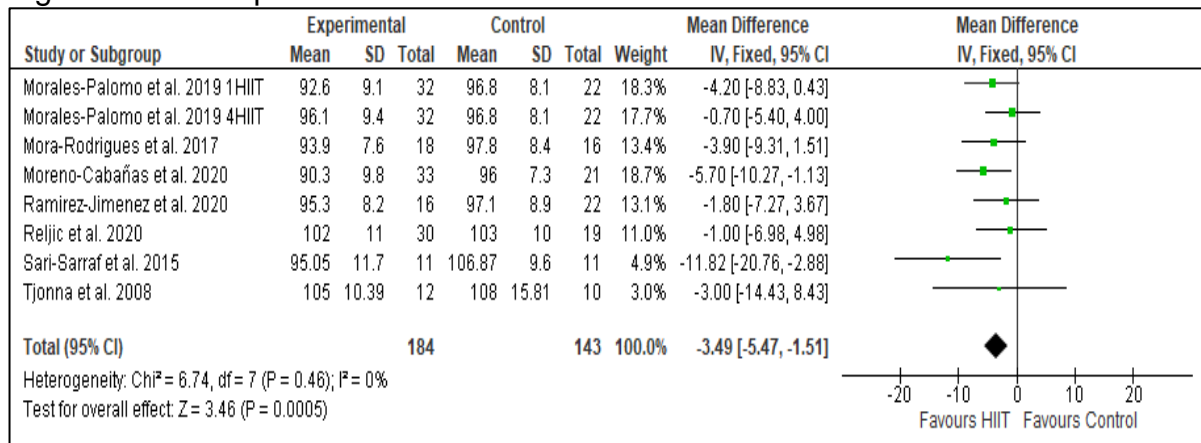 Experimental Control Mean Difference Mean Difference
Study or Subgroup Mean SD Total Mean SD Total Weight IV, Fixed, 95% CI IV, Fixed, 95% CI
Morales-Palomo et al. 2019 1HIIT 92.6 9.1 32 96.8 8.1 22 18.3% -4.20 [-8.83, 0.43]
Morales-Palomo et al. 2019 4HIIT 96.1 9.4 32 96.8 8.1 22 17.7% -0.70 [-5.40, 4.00]
Mora-Rodrigues et al. 2017 93.9 7.6 18 97.8 8.4 16 13.4% -3.90 [-9.31, 1.51]
Moreno-Cabañas et al. 2020 90.3 9.8 33 96 7.3 21 18.7% -5.70 [-10.27, -1.13]
Ramirez-Jimenez et al. 2020 95.3 8.2 16 97.1 8.9 22 13.1% -1.80 [-7.27, 3.67]
Reljic et al. 2020 102 11 30 103 10 19 11.0% -1.00 [-6.98, 4.98]
Sari-Sarraf et al. 2015 95.05 11.7 11 106.87 9.6 11 4.9% -11.82 [-20.76, -2.88]
Tjonna et al. 2008 105 10.39 12 108 15.81 10 3.0% -3.00 [-14.43, 8.43]
Total (95% CI) 184 143 100.0% -3.49 [-5.47, -1.51]
Heterogeneity: Chi² = 6.74, df = 7 (P = 0.46); I² = 0%
Test for overall effect: Z = 3.46 (P = 0.0005)
-20 -10 0 10 20
Favours HIIT Favours Control